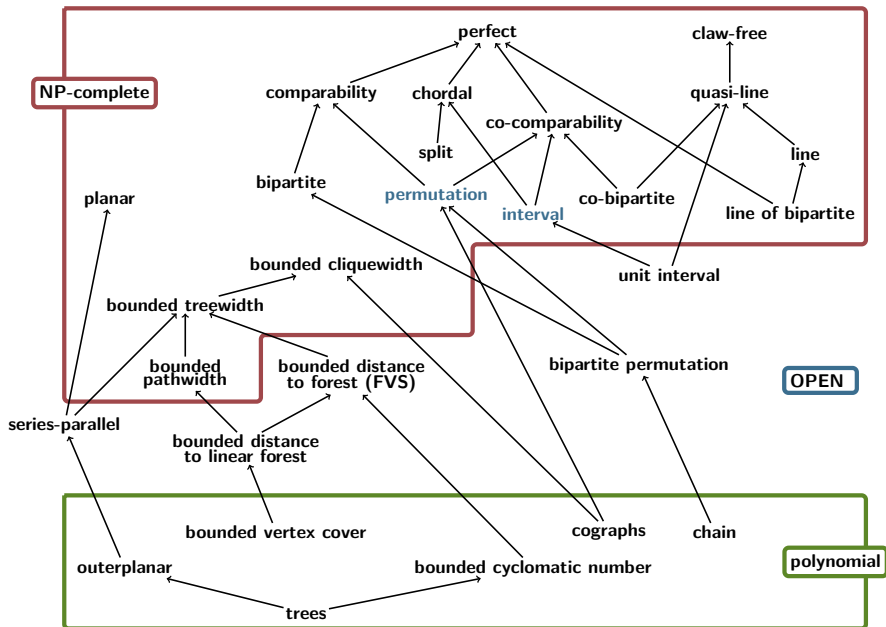 perfect
claw-free
NP-complete
comparability
chordal
quasi-line
co-comparability
split
line
bipartite
planar
permutation
interval
co-bipartite
line of bipartite
bounded cliquewidth
unit interval
bounded treewidth
bounded
pathwidth
bounded distance
to forest (FVS)
bipartite permutation
OPEN
series-parallel
bounded distance
to linear forest
bounded vertex cover
cographs
chain
polynomial
outerplanar
bounded cyclomatic number
trees